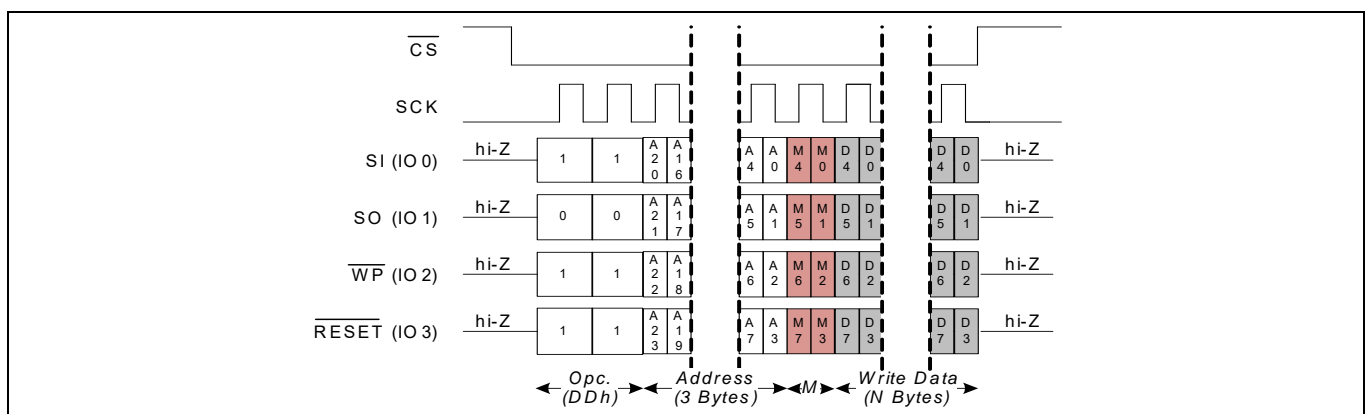 CS
SCK
SI (IO 0) hi-Z 1 1 A20 A16 A4 A0 M4 M0 D4 D0 D4 D0 hi-Z
SO (IO 1) hi-Z 0 0 A21 A17 A5 A1 M5 M1 D5 D1 D5 D1 hi-Z
WP (IO 2) hi-Z 1 1 A22 A18 A6 A2 M6 M2 D6 D2 D6 D2 hi-Z
RESET (IO 3) hi-Z 1 1 A23 A19 A7 A3 M7 M3 D7 D3 D7 D3 hi-Z
Opc. Address M Write Data
(DDh) (3 Bytes) (N Bytes)